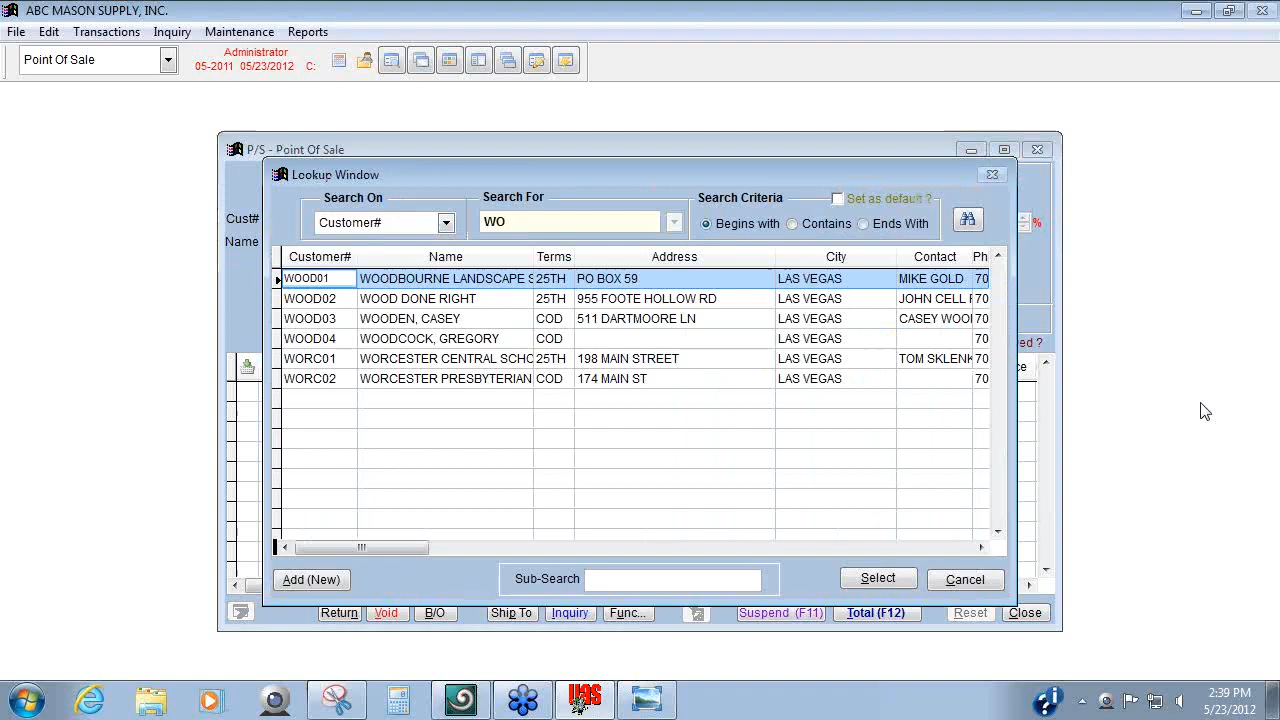 ABC MASON SUPPLY, INC.
File Edit Transactions Inquiry Maintenance Reports
Point Of Sale
Administrator
05-2011 05/23/2012 C:
P/S - Point Of Sale
Lookup Window
Search On Search For Search Criteria Set as default ?
Cust# Customer# WO Begins with Contains Ends With %
Name
Customer# Name Terms Address City Contact Ph
WOOD01 WOODBOURNE LANDSCAPE S 25TH PO BOX 59 LAS VEGAS MIKE GOLD 70
WOOD02 WOOD DONE RIGHT 25TH 955 FOOTE HOLLOW RD LAS VEGAS JOHN CELL 70
WOOD03 WOODEN, CASEY COD 511 DARTMOORE LN LAS VEGAS CASEY WOO 70
WOOD04 WOODCOCK, GREGORY COD LAS VEGAS 70
ed ?
WORC01 WORCESTER CENTRAL SCHO 25TH 198 MAIN STREET LAS VEGAS TOM SKLEN 70
ce
WORC02 WORCESTER PRESBYTERIAN COD 174 MAIN ST LAS VEGAS 70
Add (New) Sub-Search Select Cancel
Return Void B/O Ship To Inquiry Func... Suspend (F11) Total (F12) Reset Close
UCS
2:39 PM
5/23/2012